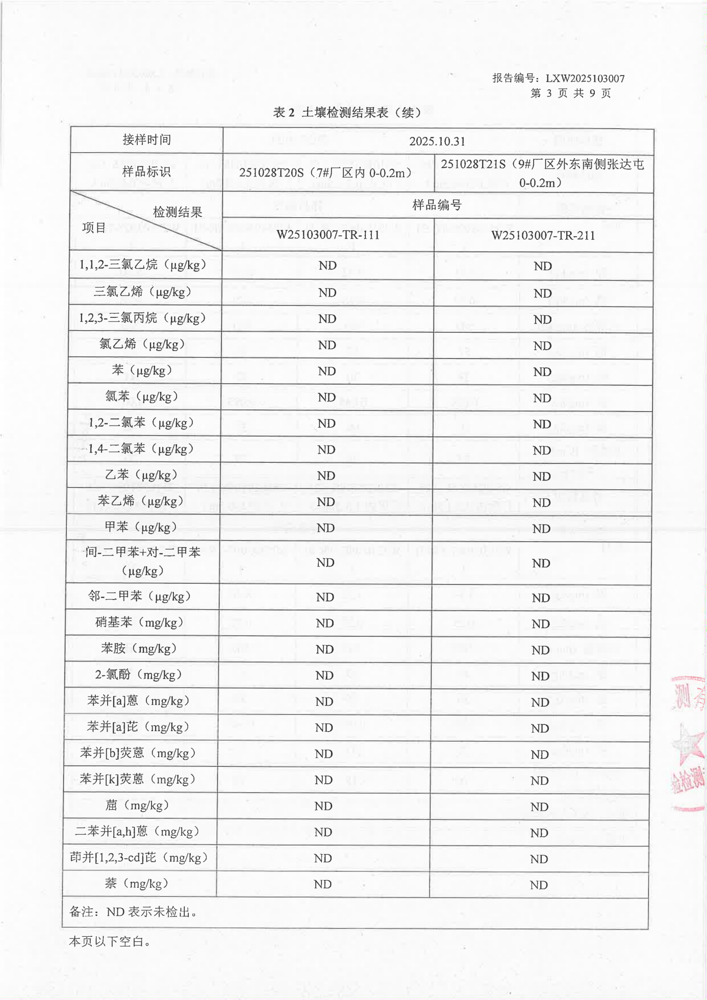 报告编号：LXW2025103007
第 3 页 共 9 页
表 2 土壤检测结果表（续）
接样时间 2025.10.31
样品标识 251028T20S（7#厂区内 0-0.2m） 251028T21S（9#厂区外东南侧张达屯
0-0.2m）
检测结果 样品编号
项目 W25103007-TR-111 W25103007-TR-211
1,1,2-三氯乙烷（μg/kg） ND ND
三氯乙烯（μg/kg） ND ND
1,2,3-三氯丙烷（μg/kg） ND ND
氯乙烯（μg/kg） ND ND
苯（μg/kg） ND ND
氯苯（μg/kg） ND ND
1,2-二氯苯（μg/kg） ND ND
1,4-二氯苯（μg/kg） ND ND
乙苯（μg/kg） ND ND
苯乙烯（μg/kg） ND ND
甲苯（μg/kg） ND ND
间-二甲苯+对-二甲苯
（μg/kg） ND ND
邻-二甲苯（μg/kg） ND ND
硝基苯（mg/kg） ND ND
苯胺（mg/kg） ND ND
2-氯酚（mg/kg） ND ND
苯并[a]蒽（mg/kg） ND ND
苯并[a]芘（mg/kg） ND ND
苯并[b]荧蒽（mg/kg） ND ND
苯并[k]荧蒽（mg/kg） ND ND
䓛（mg/kg） ND ND
二苯并[a,h]蒽（mg/kg） ND ND
茚并[1,2,3-cd]芘（mg/kg） ND ND
萘（mg/kg） ND ND
备注：ND 表示未检出。
本页以下空白。
测
检检测